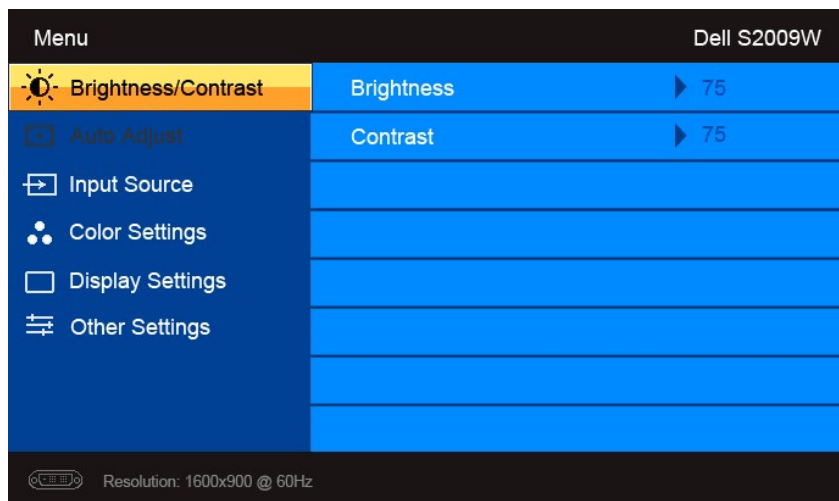 Menu Dell S2009W
Brightness/Contrast Brightness 75
Auto Adjust Contrast 75
Input Source
Color Settings
Display Settings
Other Settings
Resolution: 1600x900 @ 60Hz